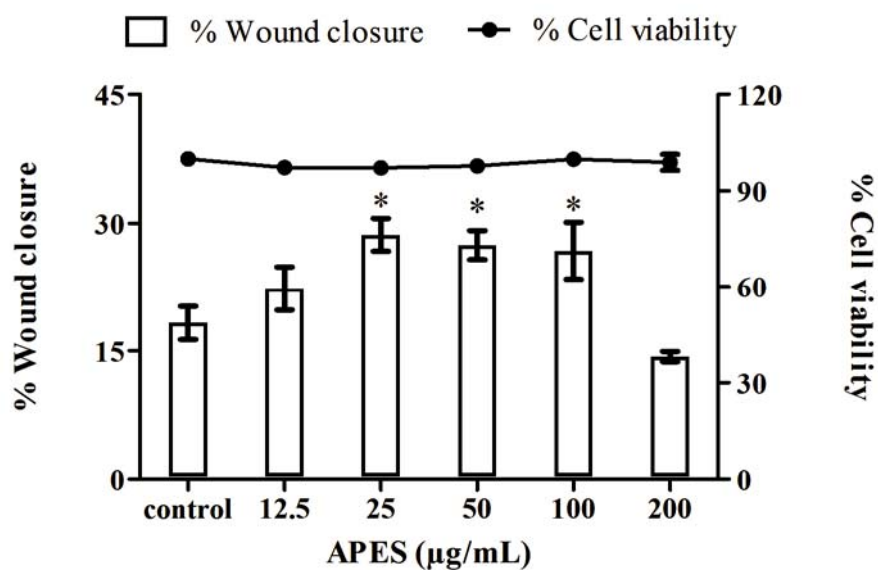 % Wound closure % Cell viability
45
30
15
0
% Wound closure
120
90
60
30
0
% Cell viability
* * *
control 12.5 25 50 100 200
APES (µg/mL)